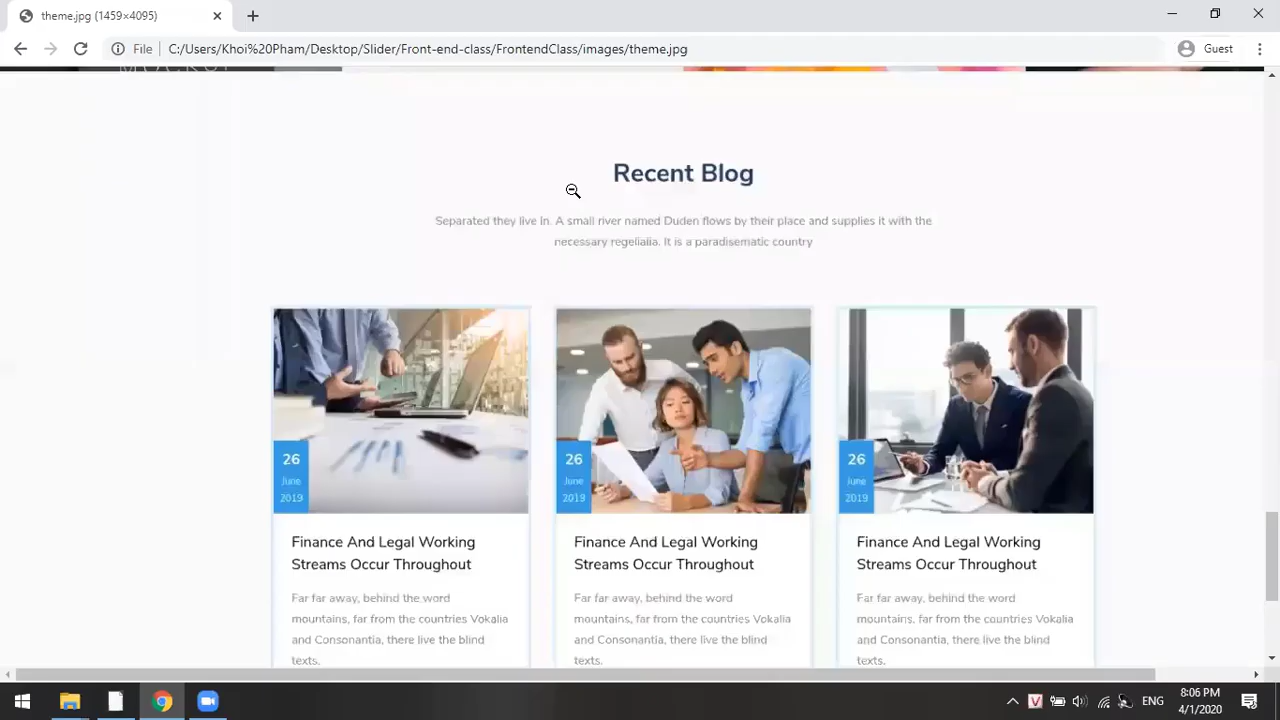 theme.jpg (1459×4095)
File C:/Users/Khoi%20Pham/Desktop/Slider/Front-end-class/FrontendClass/images/theme.jpg
Guest
Recent Blog
Separated they live in. A small river named Duden flows by their place and supplies it with the
necessary regelialia. It is a paradisematic country
26
June
2019
26
June
2019
26
June
2019
Finance And Legal Working
Streams Occur Throughout
Finance And Legal Working
Streams Occur Throughout
Finance And Legal Working
Streams Occur Throughout
Far far away, behind the word
mountains, far from the countries Vokalia
and Consonantia, there live the blind
texts.
Far far away, behind the word
mountains, far from the countries Vokalia
and Consonantia, there live the blind
texts.
Far far away, behind the word
mountains, far from the countries Vokalia
and Consonantia, there live the blind
texts.
V
ENG
8:06 PM
4/1/2020